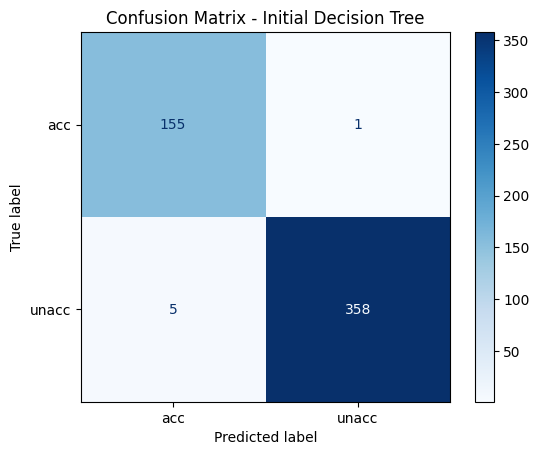 Confusion Matrix - Initial Decision Tree
True label
acc
155
1
unacc
5
358
acc
unacc
Predicted label
350
300
250
200
150
100
50